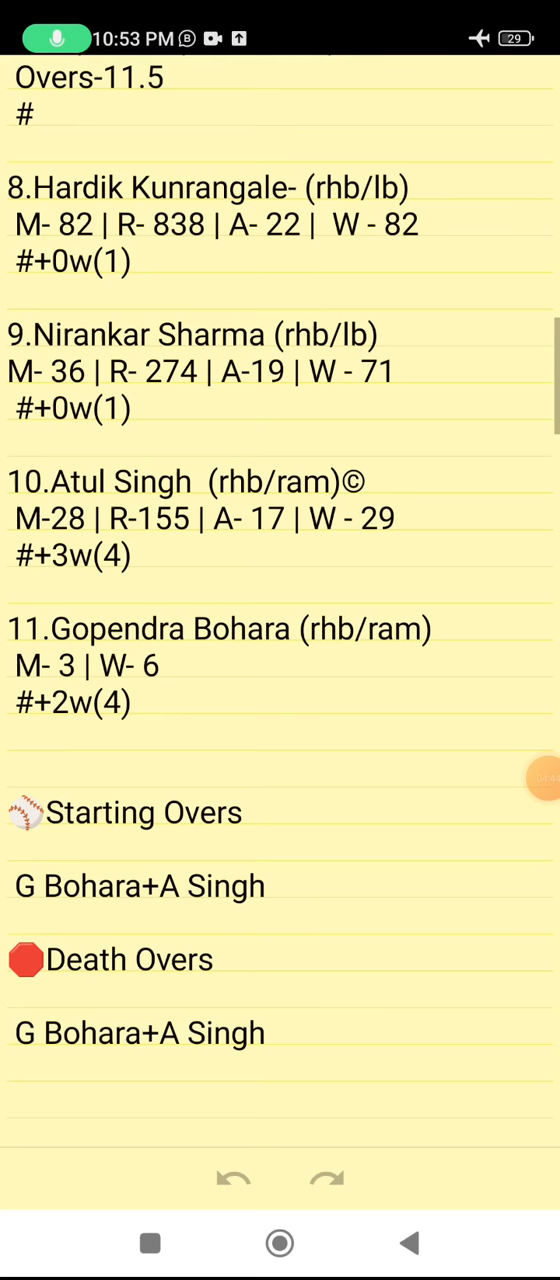 10:53 PM B 29
Overs-11.5
#
8.Hardik Kunrangale- (rhb/lb)
M- 82 | R- 838 | A- 22 | W - 82
#+0w(1)
9.Nirankar Sharma (rhb/lb)
M- 36 | R- 274 | A-19 | W - 71
#+0w(1)
10.Atul Singh (rhb/ram)©
M-28 | R-155 | A- 17 | W - 29
#+3w(4)
11.Gopendra Bohara (rhb/ram)
M- 3 | W- 6
#+2w(4)
⚾Starting Overs
G Bohara+A Singh
🛑Death Overs
G Bohara+A Singh